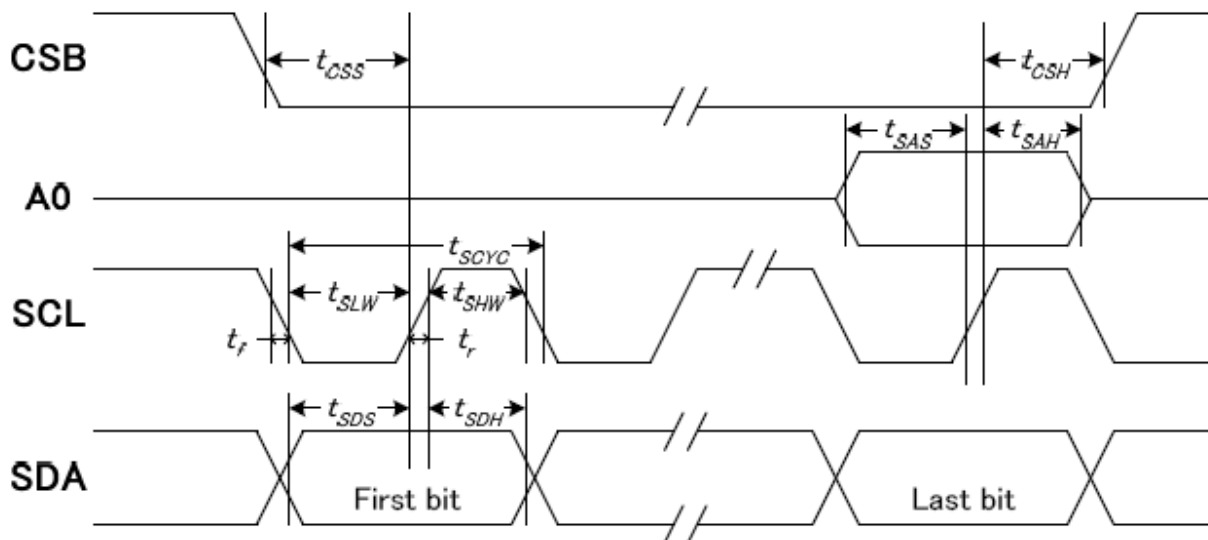 CSB
tCSS
tCSH
tSAS
tSAH
A0
tSCYC
SCL
tSLW
tSHW
tf
tr
tSDS
tSDH
SDA
First bit
Last bit